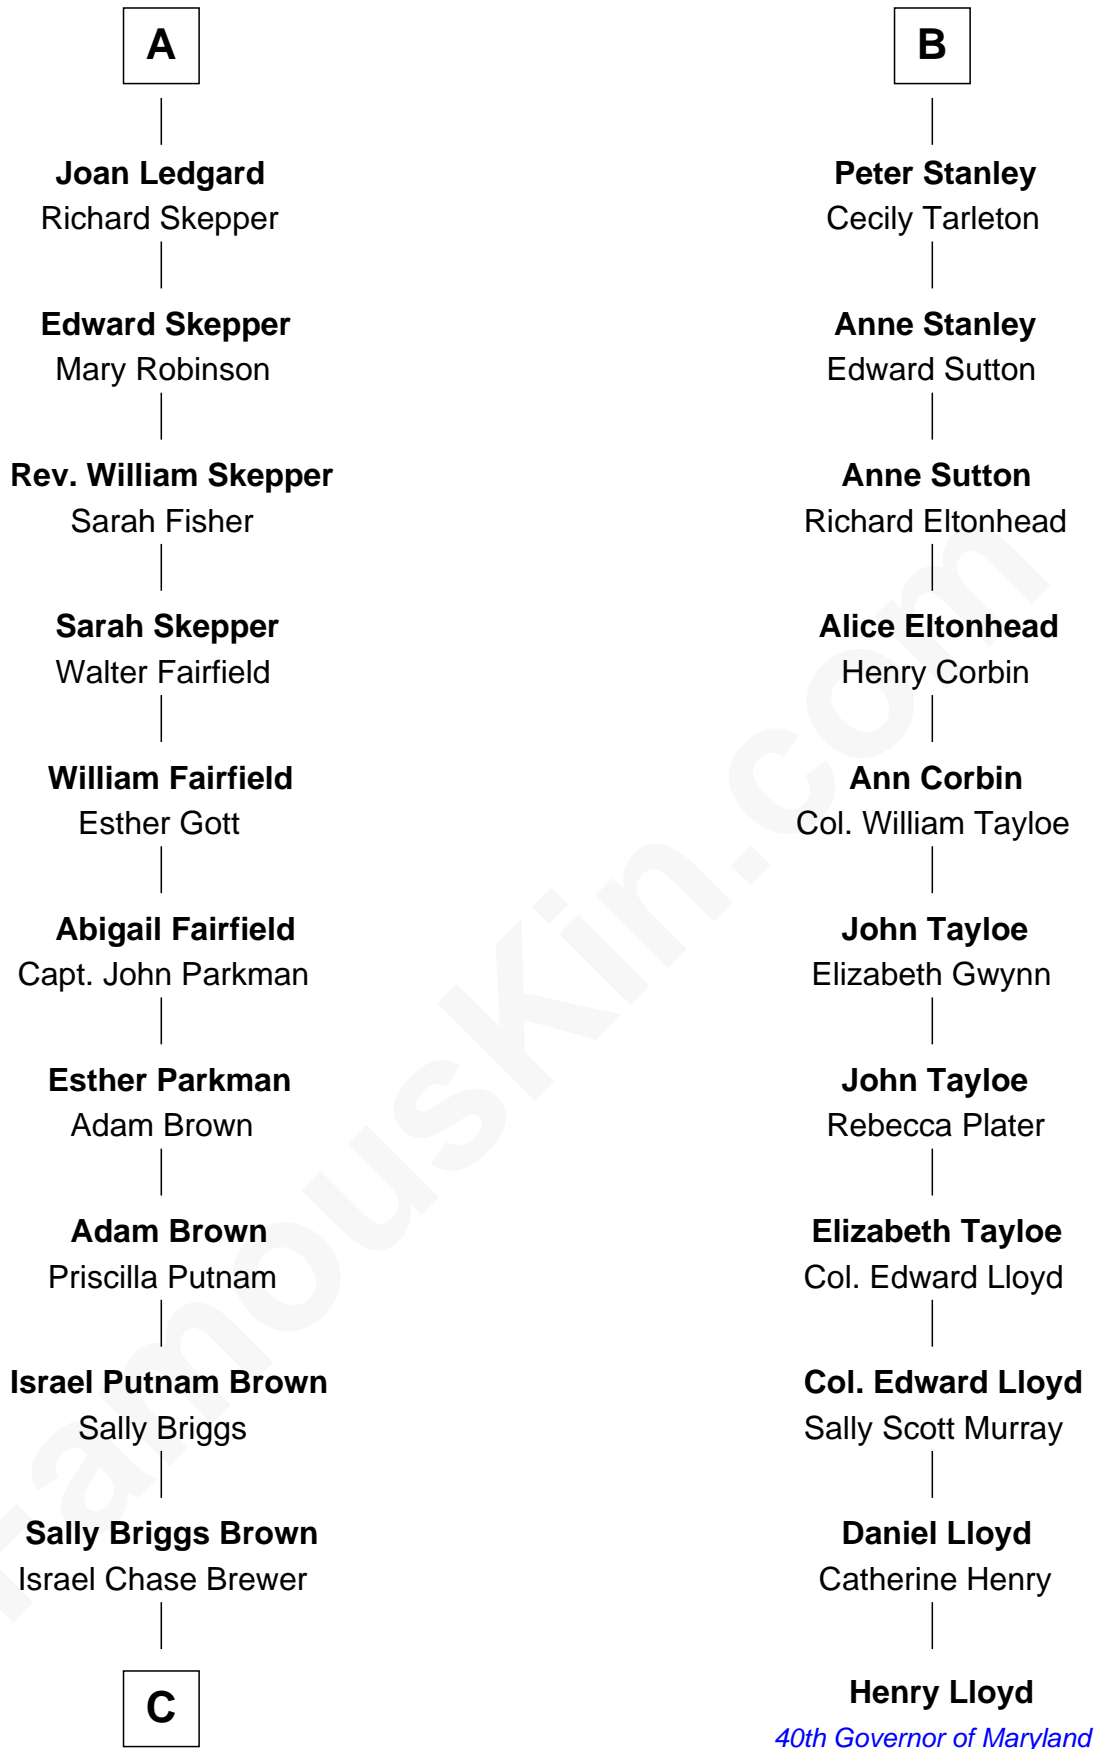 A
Joan Ledgard
Richard Skepper
Edward Skepper
Mary Robinson
Rev. William Skepper
Sarah Fisher
Sarah Skepper
Walter Fairfield
William Fairfield
Esther Gott
Abigail Fairfield
Capt. John Parkman
Esther Parkman
Adam Brown
Adam Brown
Priscilla Putnam
Israel Putnam Brown
Sally Briggs
Sally Briggs Brown
Israel Chase Brewer
C
B
Peter Stanley
Cecily Tarleton
Anne Stanley
Edward Sutton
Anne Sutton
Richard Eltonhead
Alice Eltonhead
Henry Corbin
Ann Corbin
Col. William Tayloe
John Tayloe
Elizabeth Gwynn
John Tayloe
Rebecca Plater
Elizabeth Tayloe
Col. Edward Lloyd
Col. Edward Lloyd
Sally Scott Murray
Daniel Lloyd
Catherine Henry
Henry Lloyd
40th Governor of Maryland
FamousKin.com